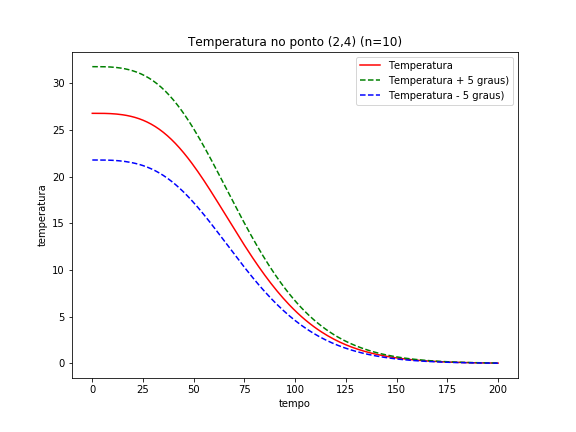 Temperatura no ponto (2,4) (n=10)
Temperatura
Temperatura + 5 graus)
Temperatura - 5 graus)
temperatura
30
25
20
15
10
5
0
0 25 50 75 100 125 150 175 200
tempo